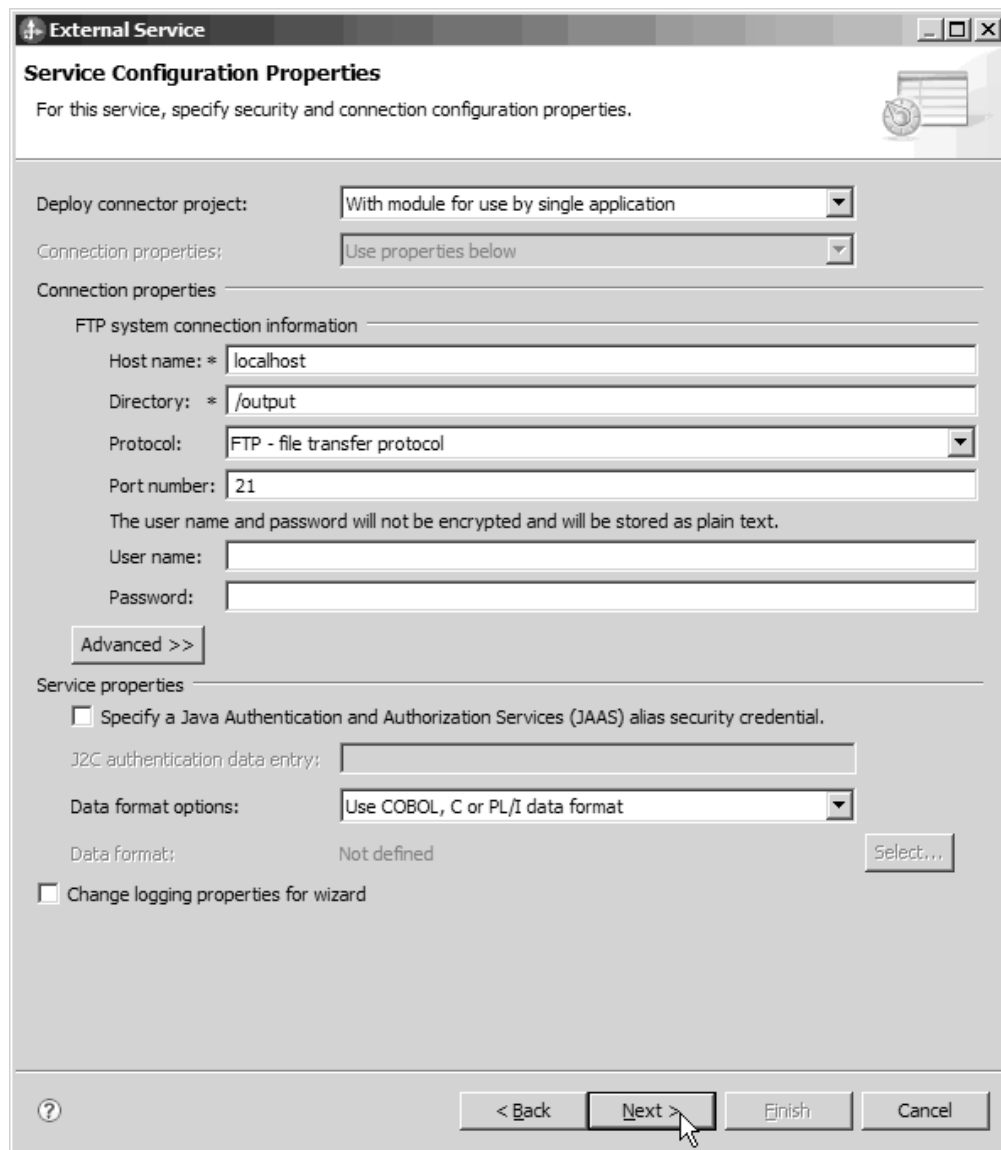 External Service
Service Configuration Properties
For this service, specify security and connection configuration properties.
Deploy connector project: With module for use by single application
Connection properties: Use properties below
Connection properties
FTP system connection information
Host name: * localhost
Directory: * /output
Protocol: FTP - file transfer protocol
Port number: 21
The user name and password will not be encrypted and will be stored as plain text.
User name:
Password:
Advanced >>
Service properties
Specify a Java Authentication and Authorization Services (JAAS) alias security credential.
J2C authentication data entry:
Data format options: Use COBOL, C or PL/I data format
Data format: Not defined Select...
Change logging properties for wizard
? < Back Next > Finish Cancel